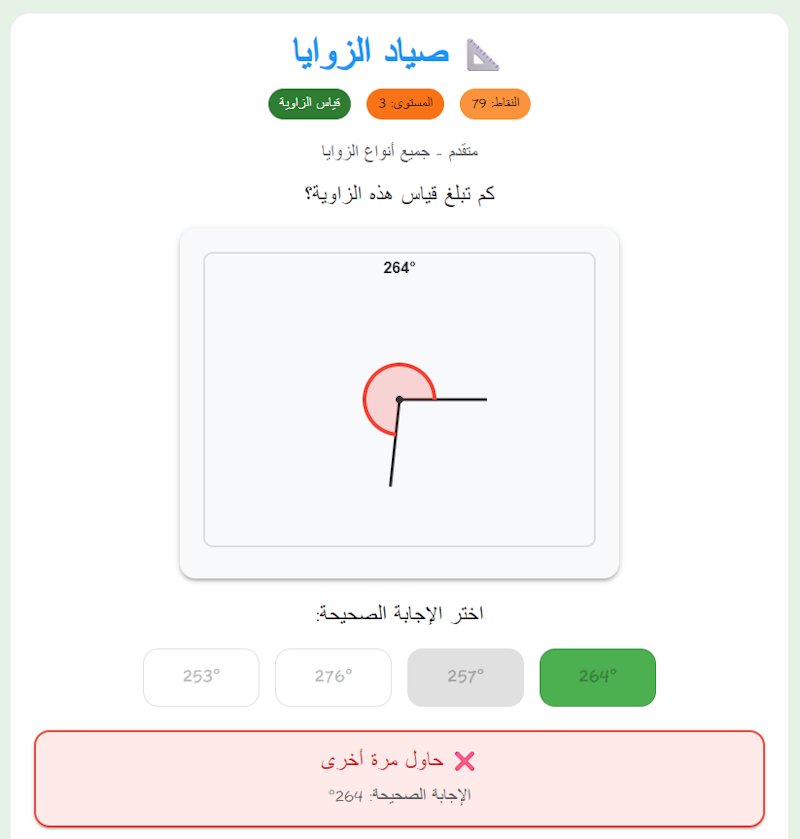 صياد الزوايا
النقاط: 79 المستوى: 3 قياس الزاوية
متقدم - جميع أنواع الزوايا
كم تبلغ قياس هذه الزاوية؟
264°
اختر الإجابة الصحيحة:
264° 257° 276° 253°
❌ حاول مرة أخرى
الإجابة الصحيحة: 264°